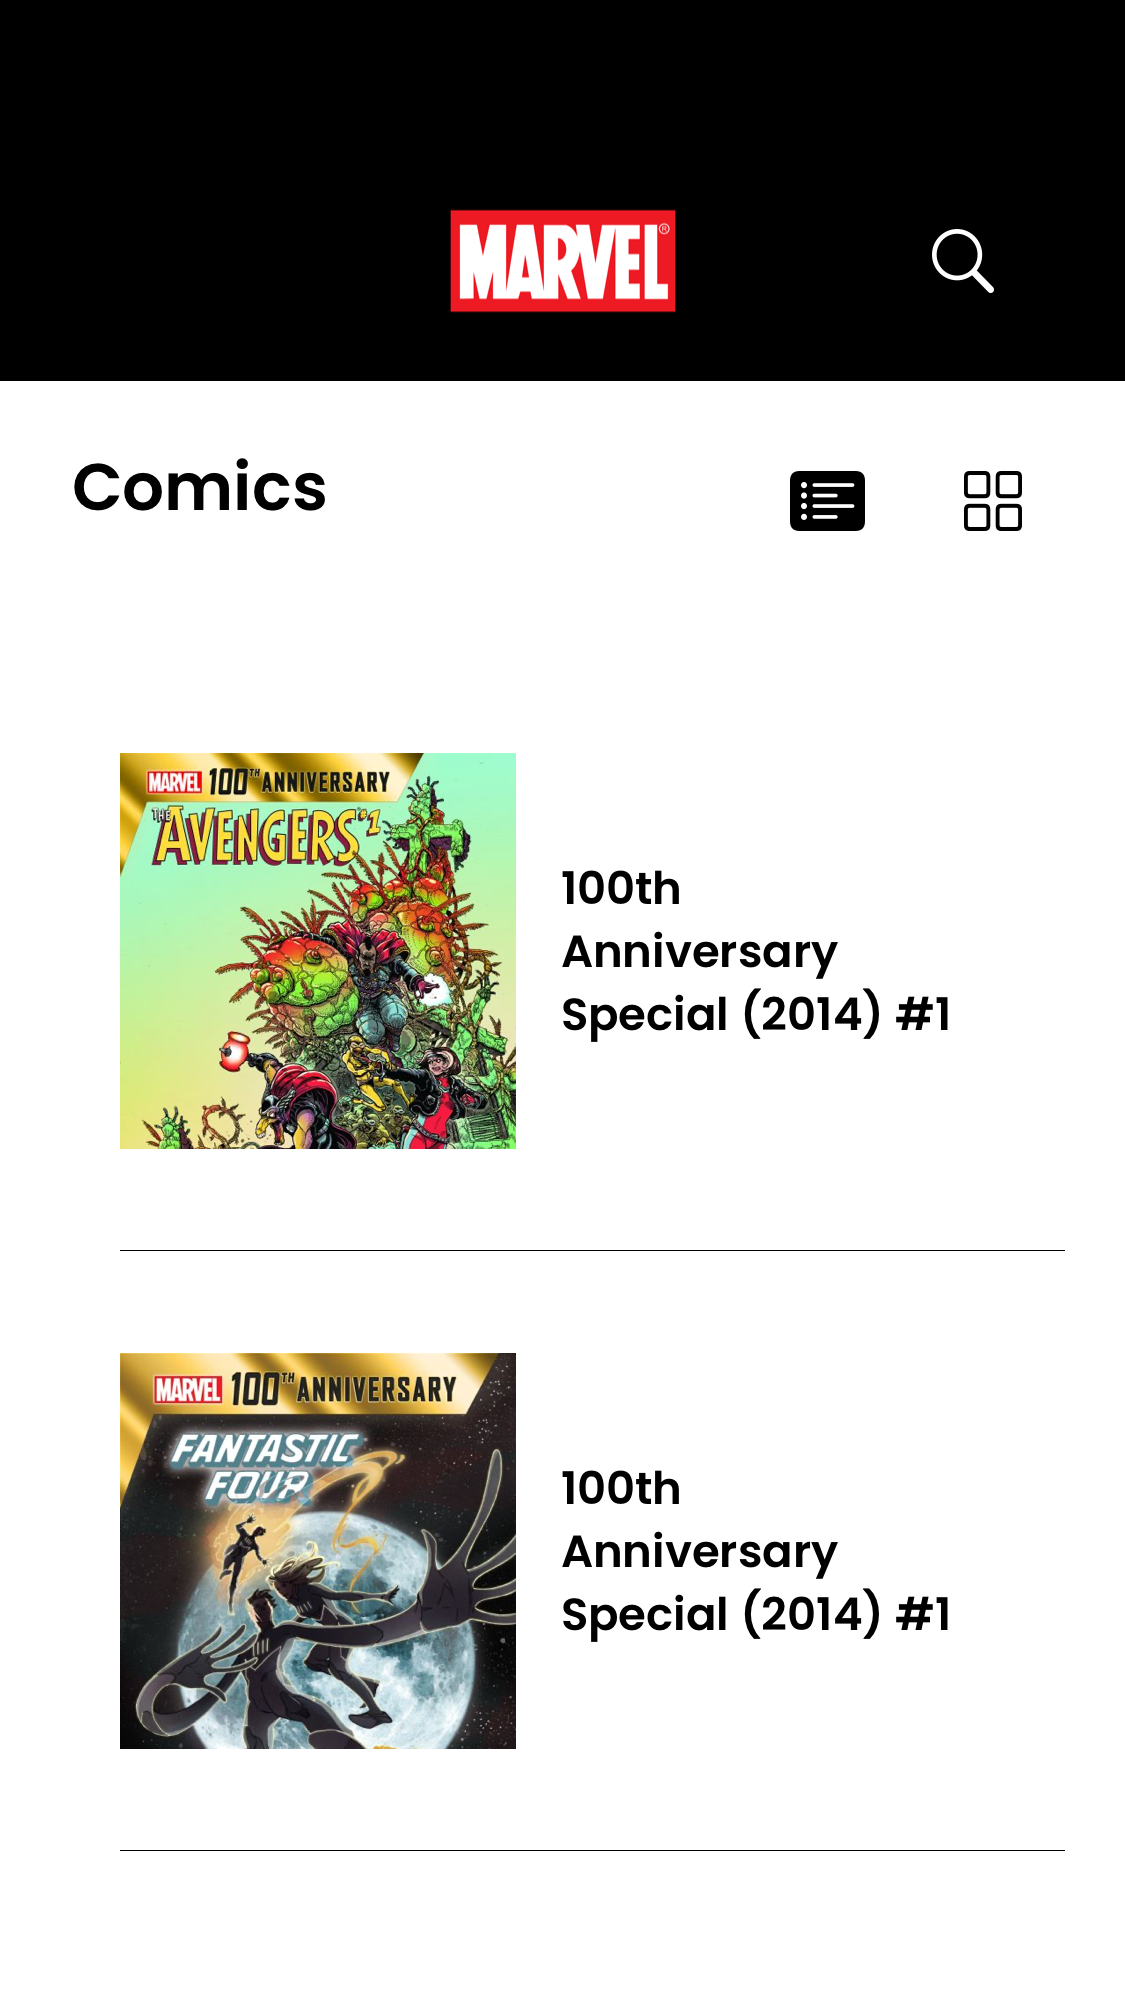 MARVEL®
Comics
MARVEL 100TH ANNIVERSARY
THE AVENGERS #1
100th
Anniversary
Special (2014) #1
MARVEL 100TH ANNIVERSARY
FANTASTIC
FOUR
100th
Anniversary
Special (2014) #1